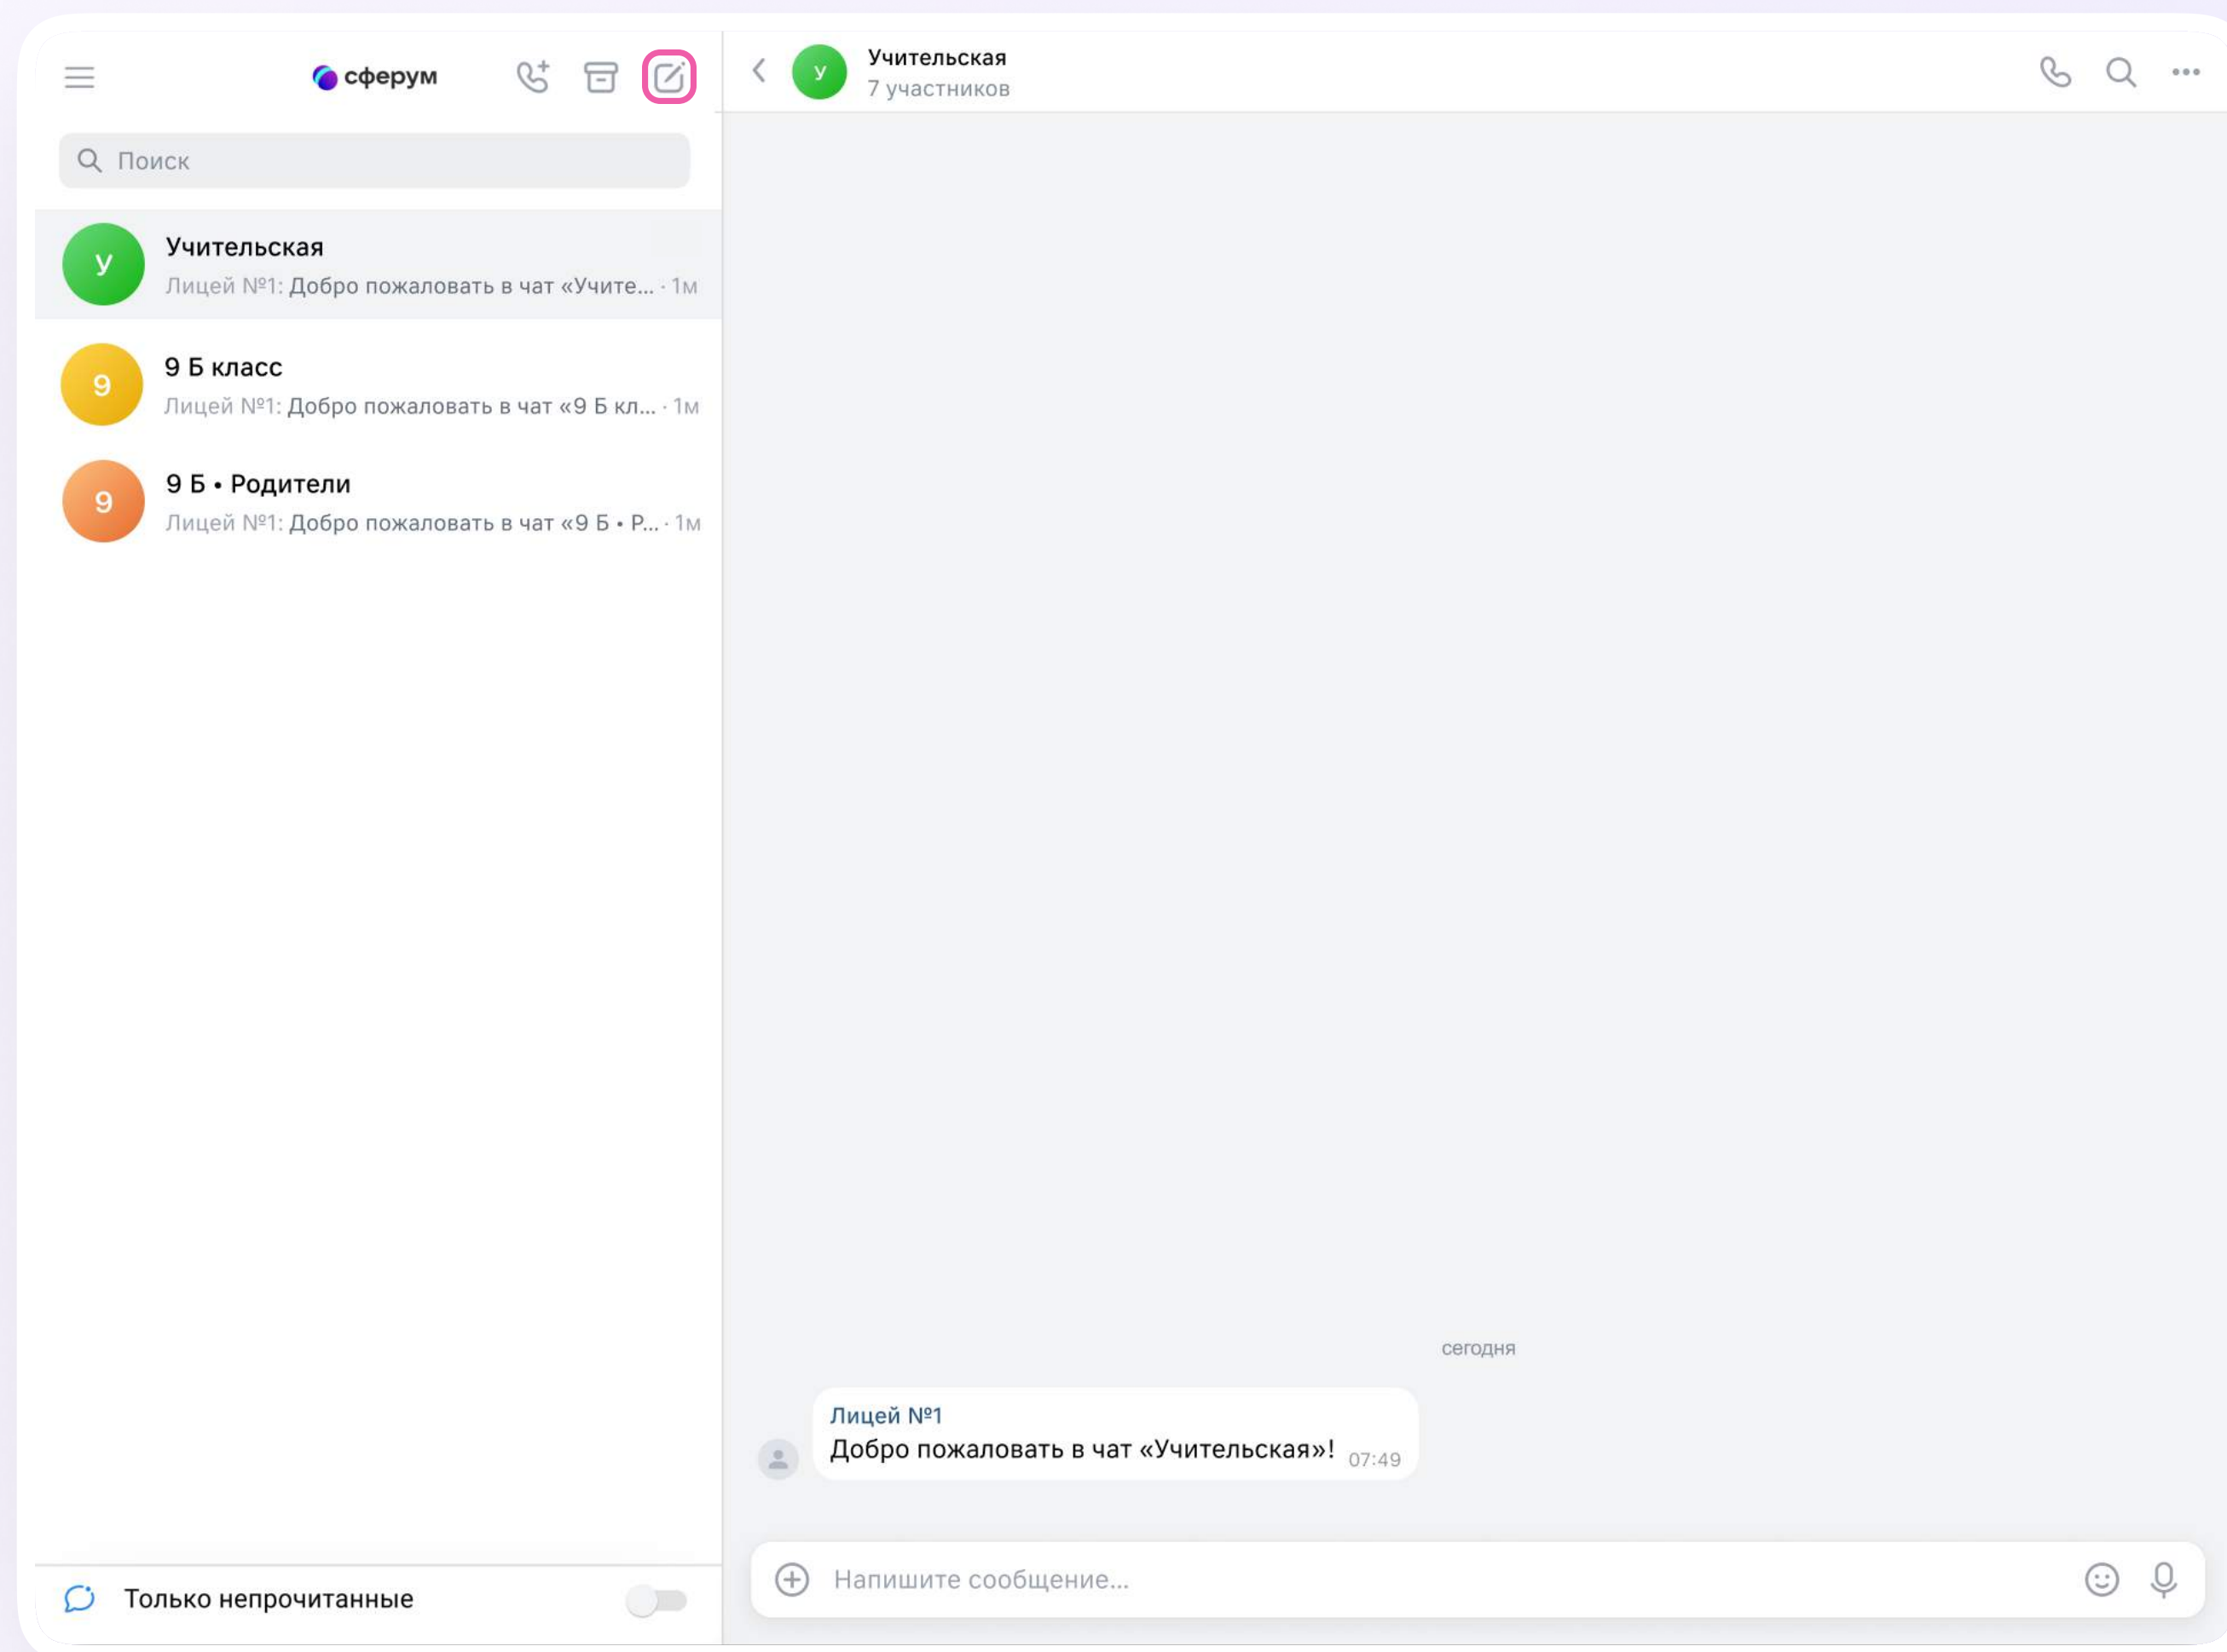 сферум
Поиск
У
Учительская
Лицей №1: Добро пожаловать в чат «Учите... · 1м
9
9 Б класс
Лицей №1: Добро пожаловать в чат «9 Б кл... · 1м
9
9 Б • Родители
Лицей №1: Добро пожаловать в чат «9 Б • Р... · 1м
Только непрочитанные
У
Учительская
7 участников
сегодня
Лицей №1
Добро пожаловать в чат «Учительская»! 07:49
Напишите сообщение...